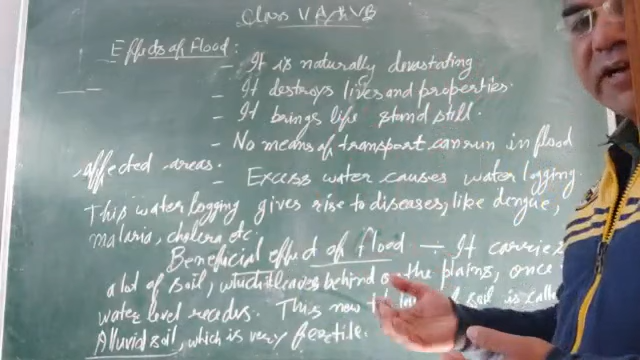 Class V A & V B
Effects of Flood :
- It is naturally devastating
- It destroys lives and properties.
- It brings life stand still.
- No means of transport can run in flood
affected areas.
- Excess water causes water logging.
This water logging gives rise to diseases, like dengue,
malaria, cholera etc.
Beneficial effect of flood - It carries
a lot of soil, which it leaves behind on the plains, once
water level recedes. This new soil is
Alluvial soil, which is very fertile.